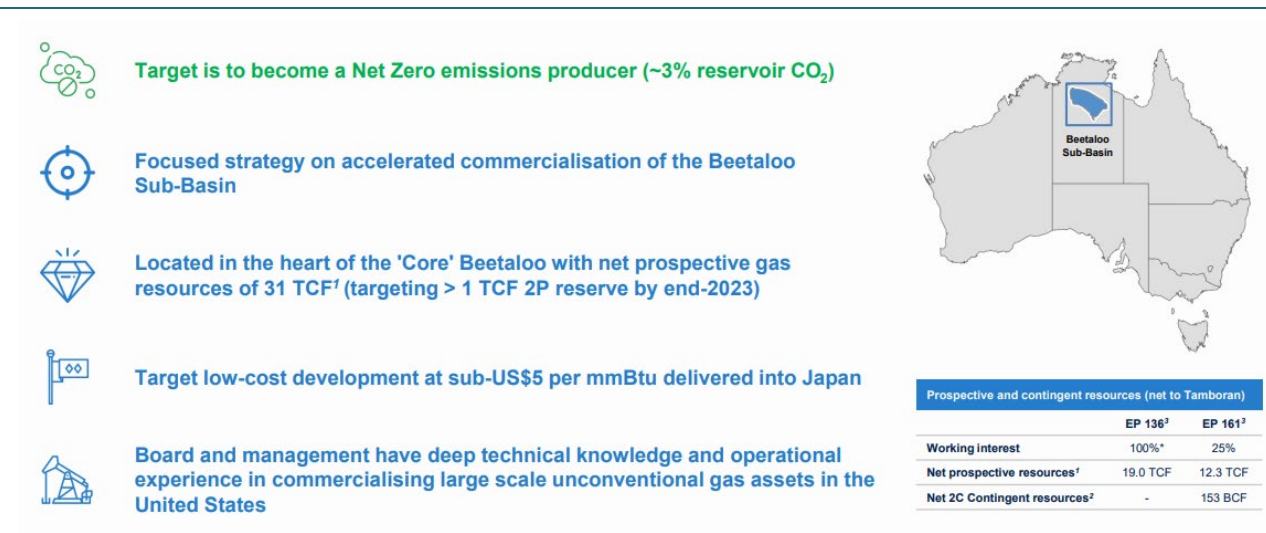 CO2
Target is to become a Net Zero emissions producer (~3% reservoir CO2)
Focused strategy on accelerated commercialisation of the Beetaloo
Sub-Basin
Located in the heart of the 'Core' Beetaloo with net prospective gas
resources of 31 TCF¹ (targeting > 1 TCF 2P reserve by end-2023)
Target low-cost development at sub-US$5 per mmBtu delivered into Japan
Board and management have deep technical knowledge and operational
experience in commercialising large scale unconventional gas assets in the
United States
Beetaloo
Sub-Basin
Prospective and contingent resources (net to Tamboran)
EP 136³ EP 161³
Working interest 100%* 25%
Net prospective resources¹ 19.0 TCF 12.3 TCF
Net 2C Contingent resources² - 153 BCF